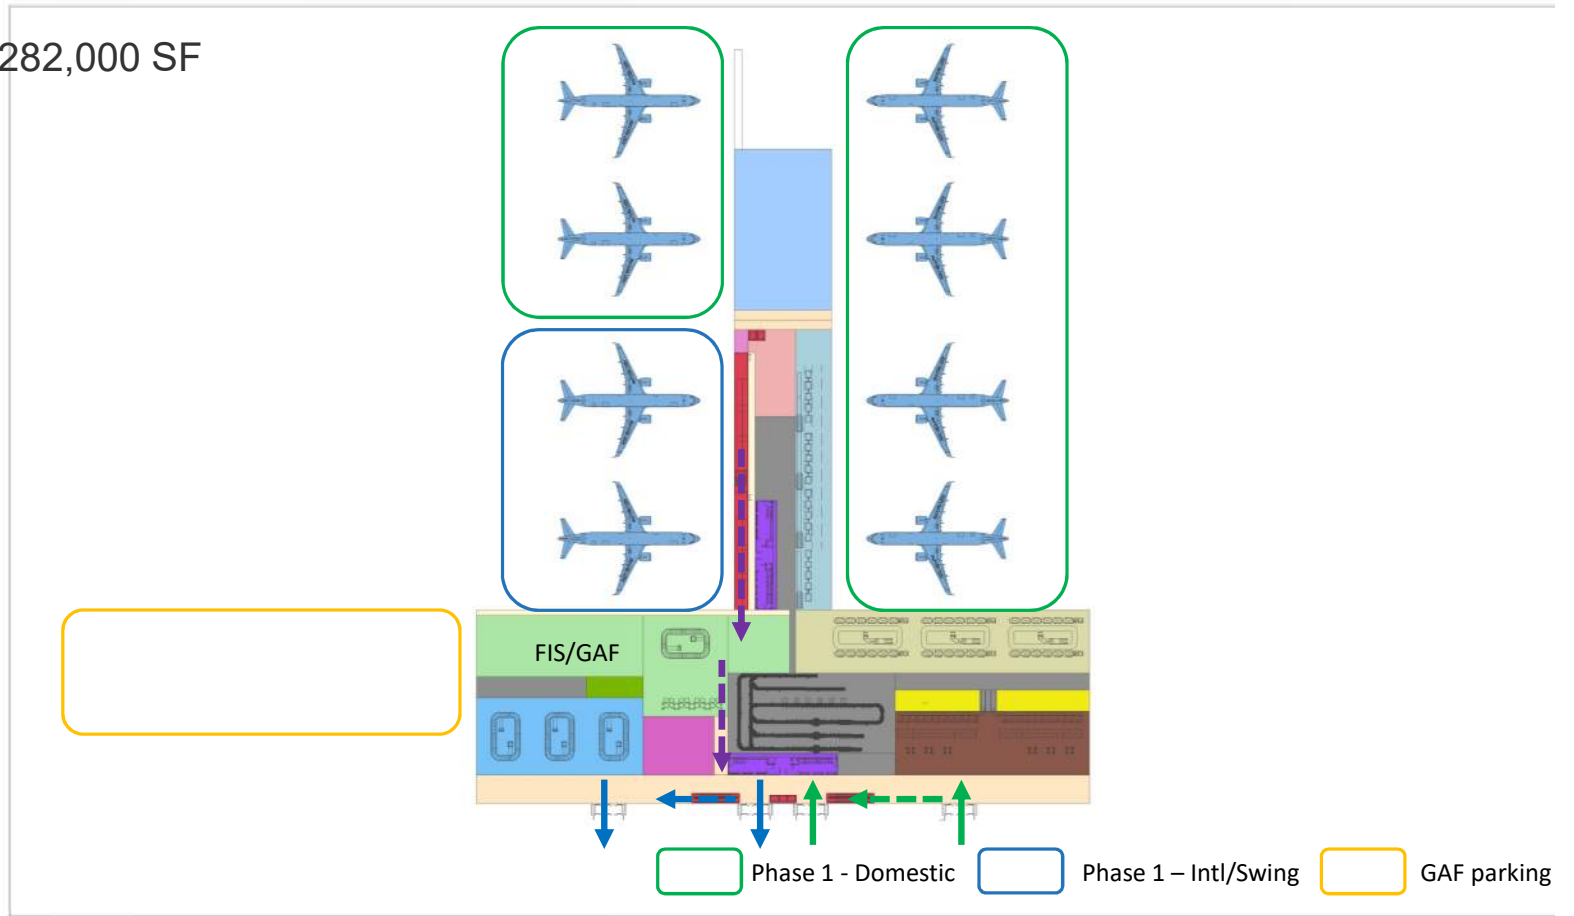 282,000 SF
FIS/GAF
Phase 1 - Domestic
Phase 1 – Intl/Swing
GAF parking